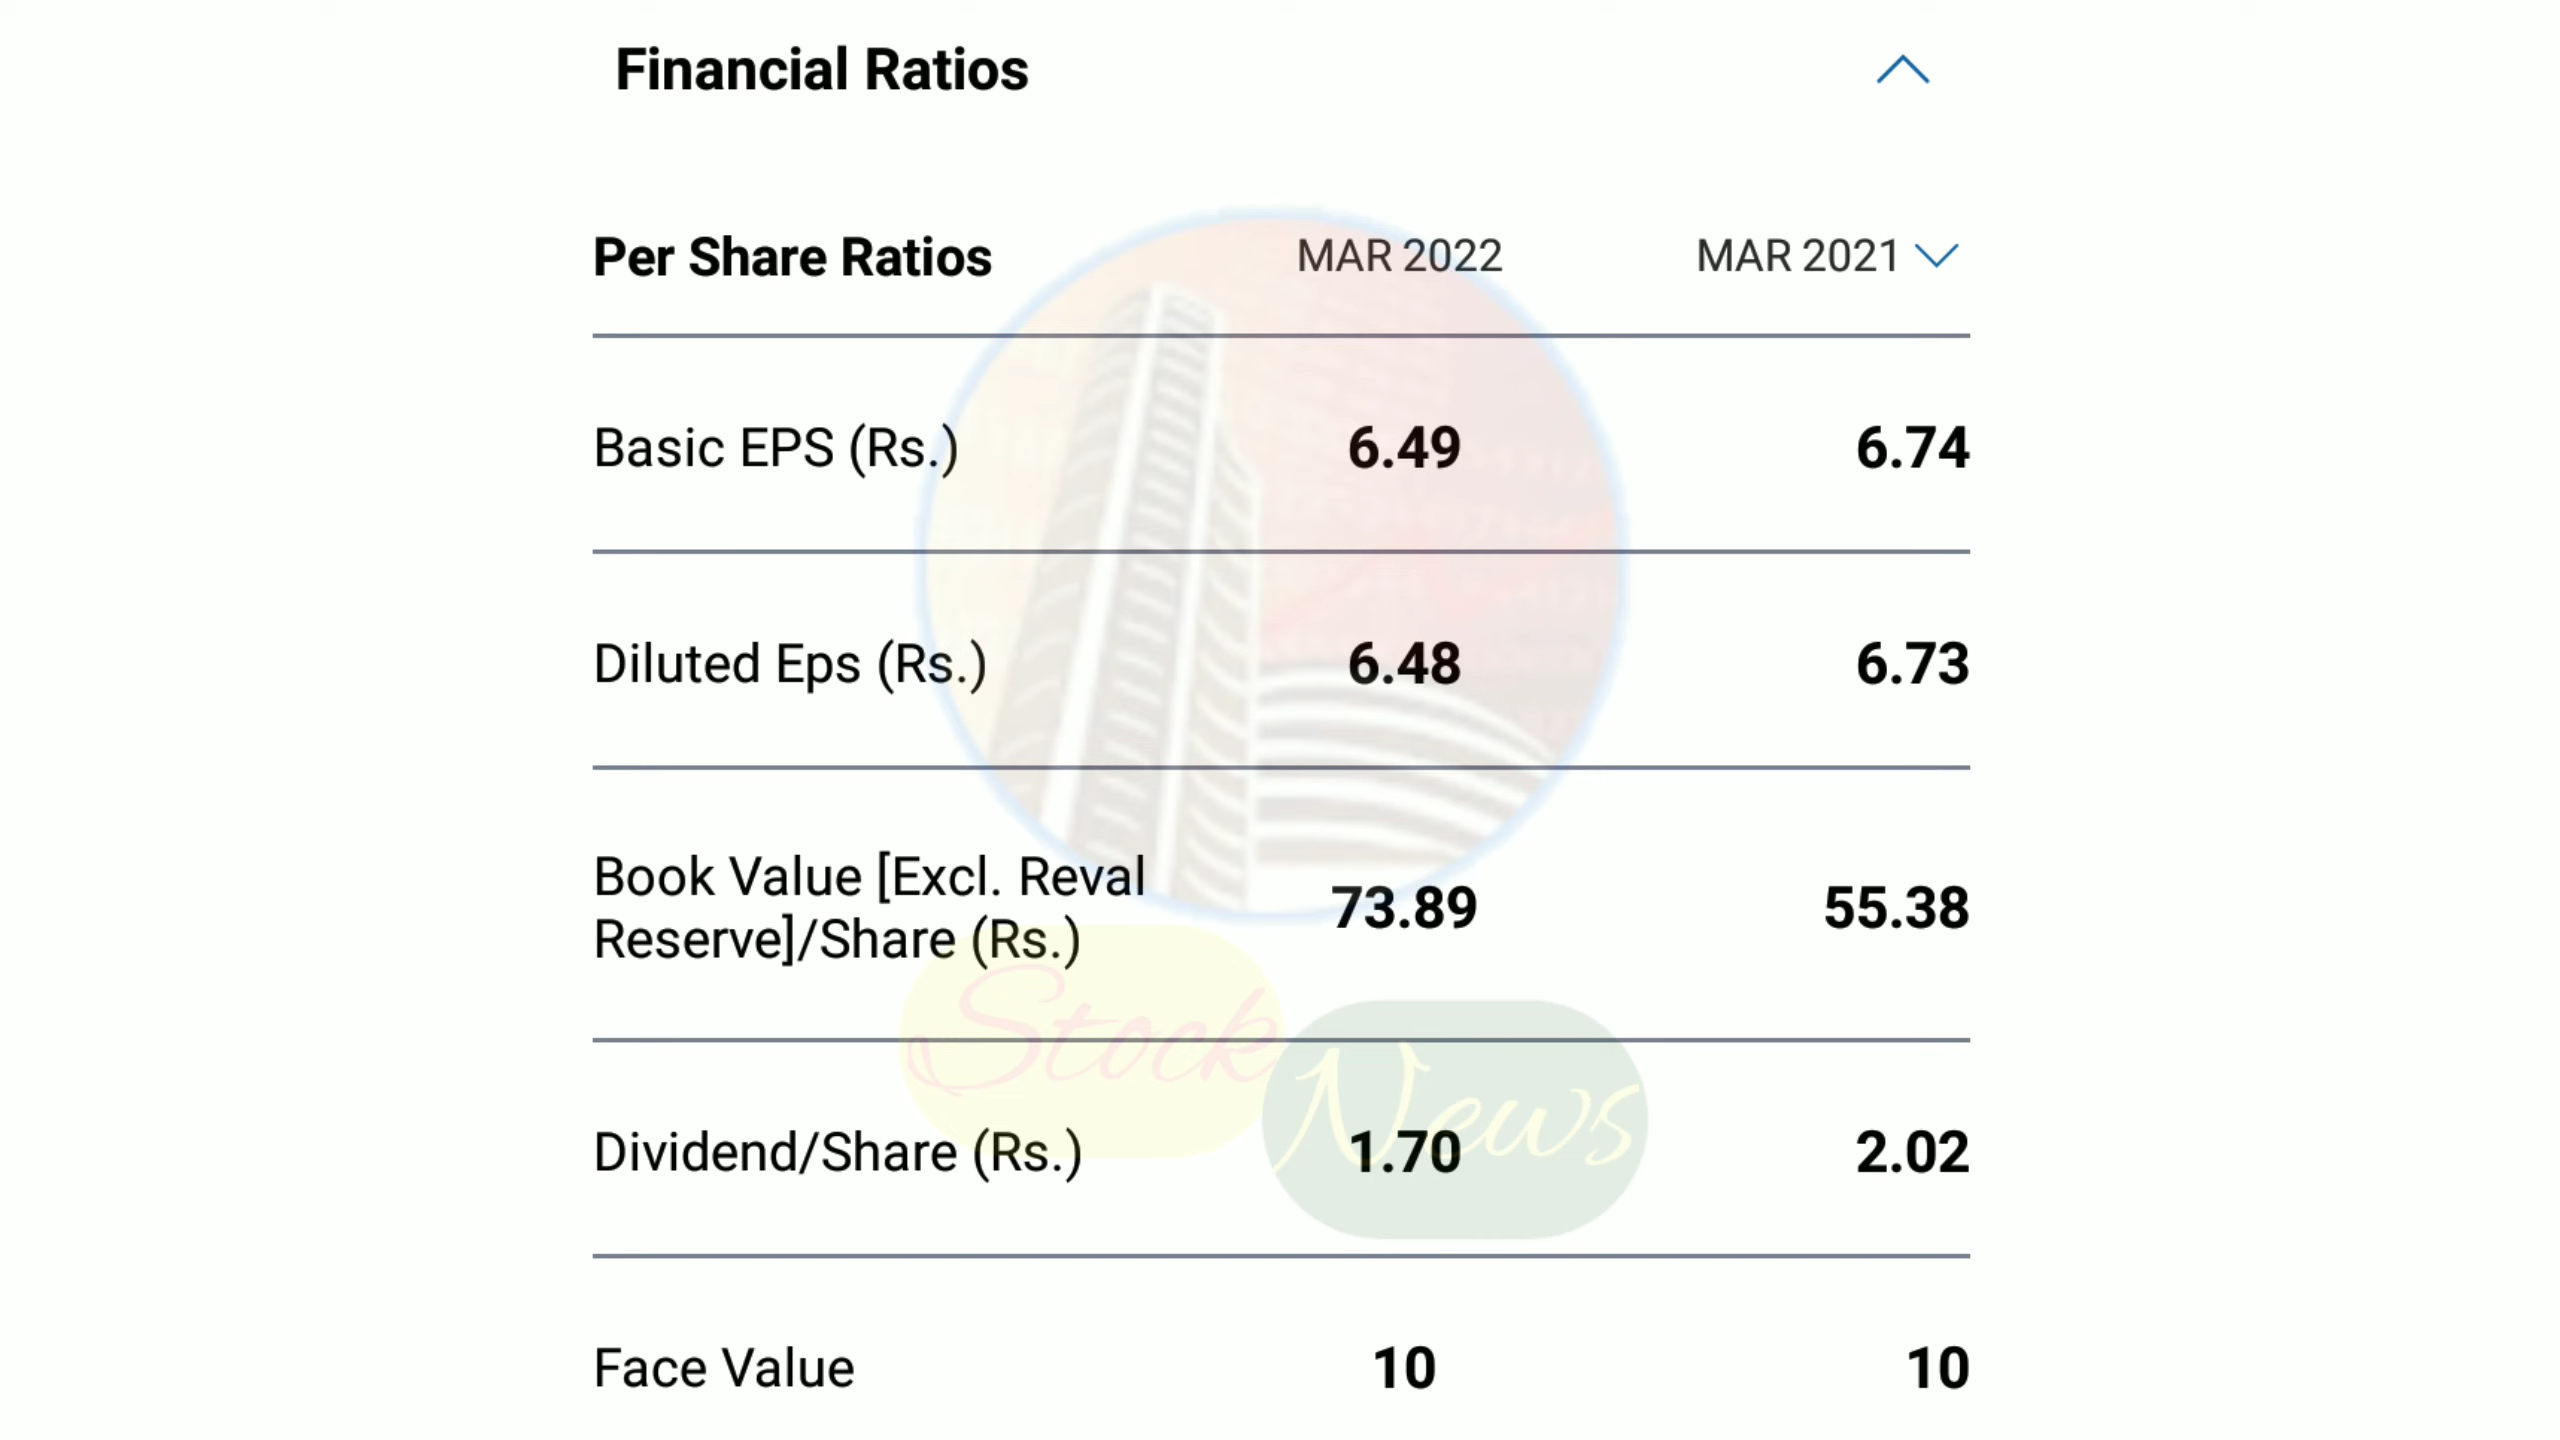 Financial Ratios
Per Share Ratios MAR 2022 MAR 2021
Basic EPS (Rs.) 6.49 6.74
Diluted Eps (Rs.) 6.48 6.73
Book Value [Excl. Reval
Reserve]/Share (Rs.) 73.89 55.38
Stock
News
Dividend/Share (Rs.) 1.70 2.02
Face Value 10 10